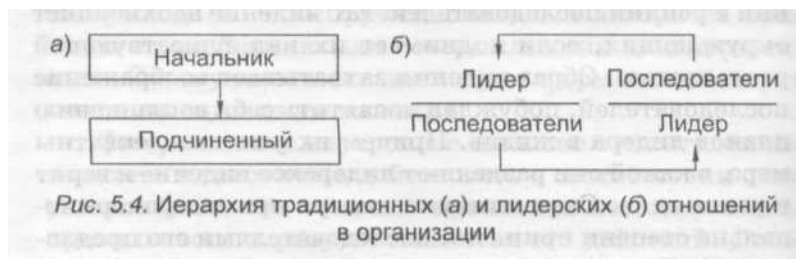 а)
Начальник
Подчиненный
б)
Лидер Последователи
Последователи Лидер
Рис. 5.4. Иерархия традиционных (а) и лидерских (б) отношений
в организации